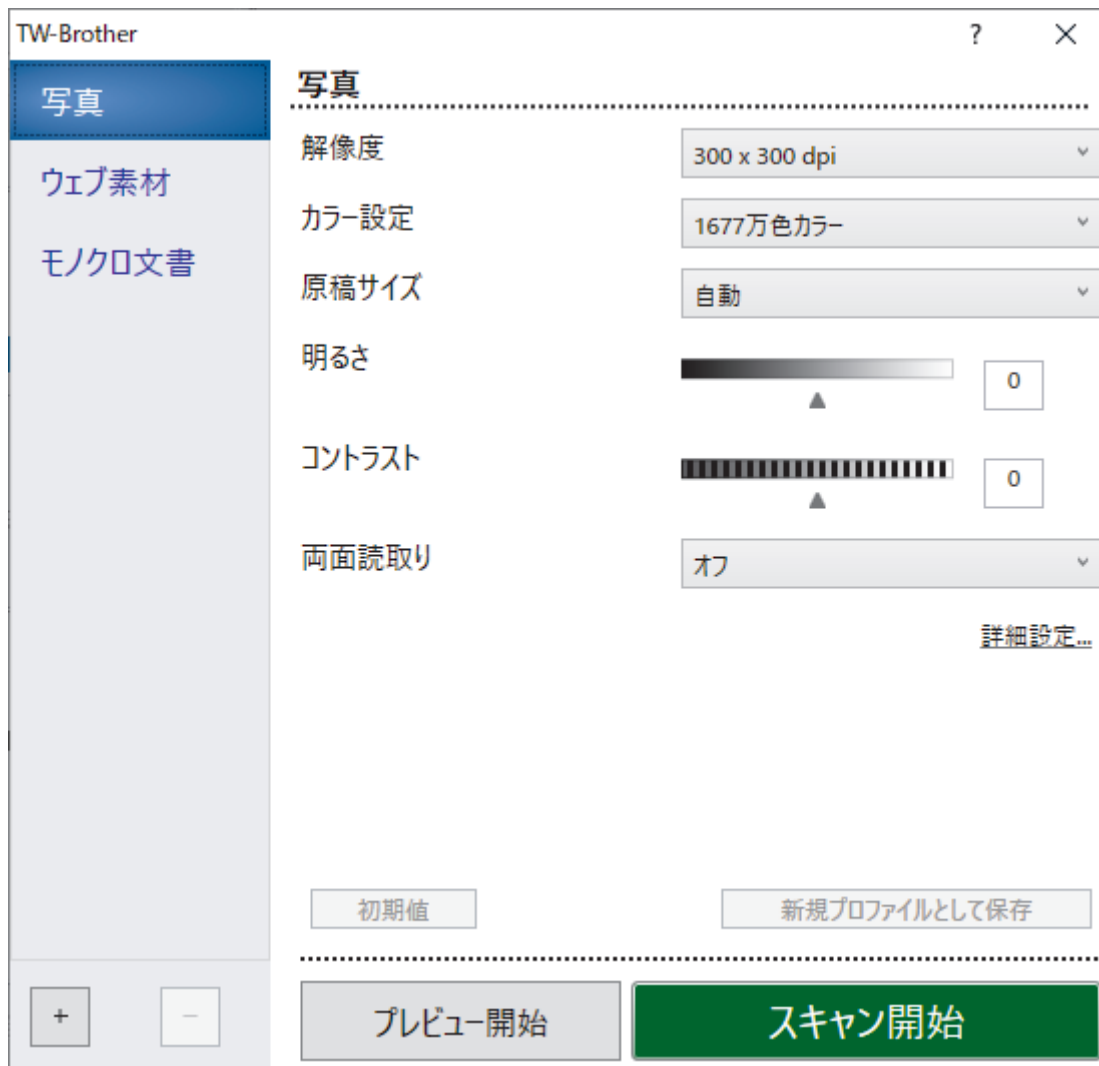 TW-Brother
?
写真
ウェブ素材
モノクロ文書
写真
解像度 300 x 300 dpi
カラー設定 1677万色カラー
原稿サイズ 自動
明るさ 0
コントラスト 0
両面読取り オフ
詳細設定...
初期値 新規プロファイルとして保存
+ −
プレビュー開始 スキャン開始